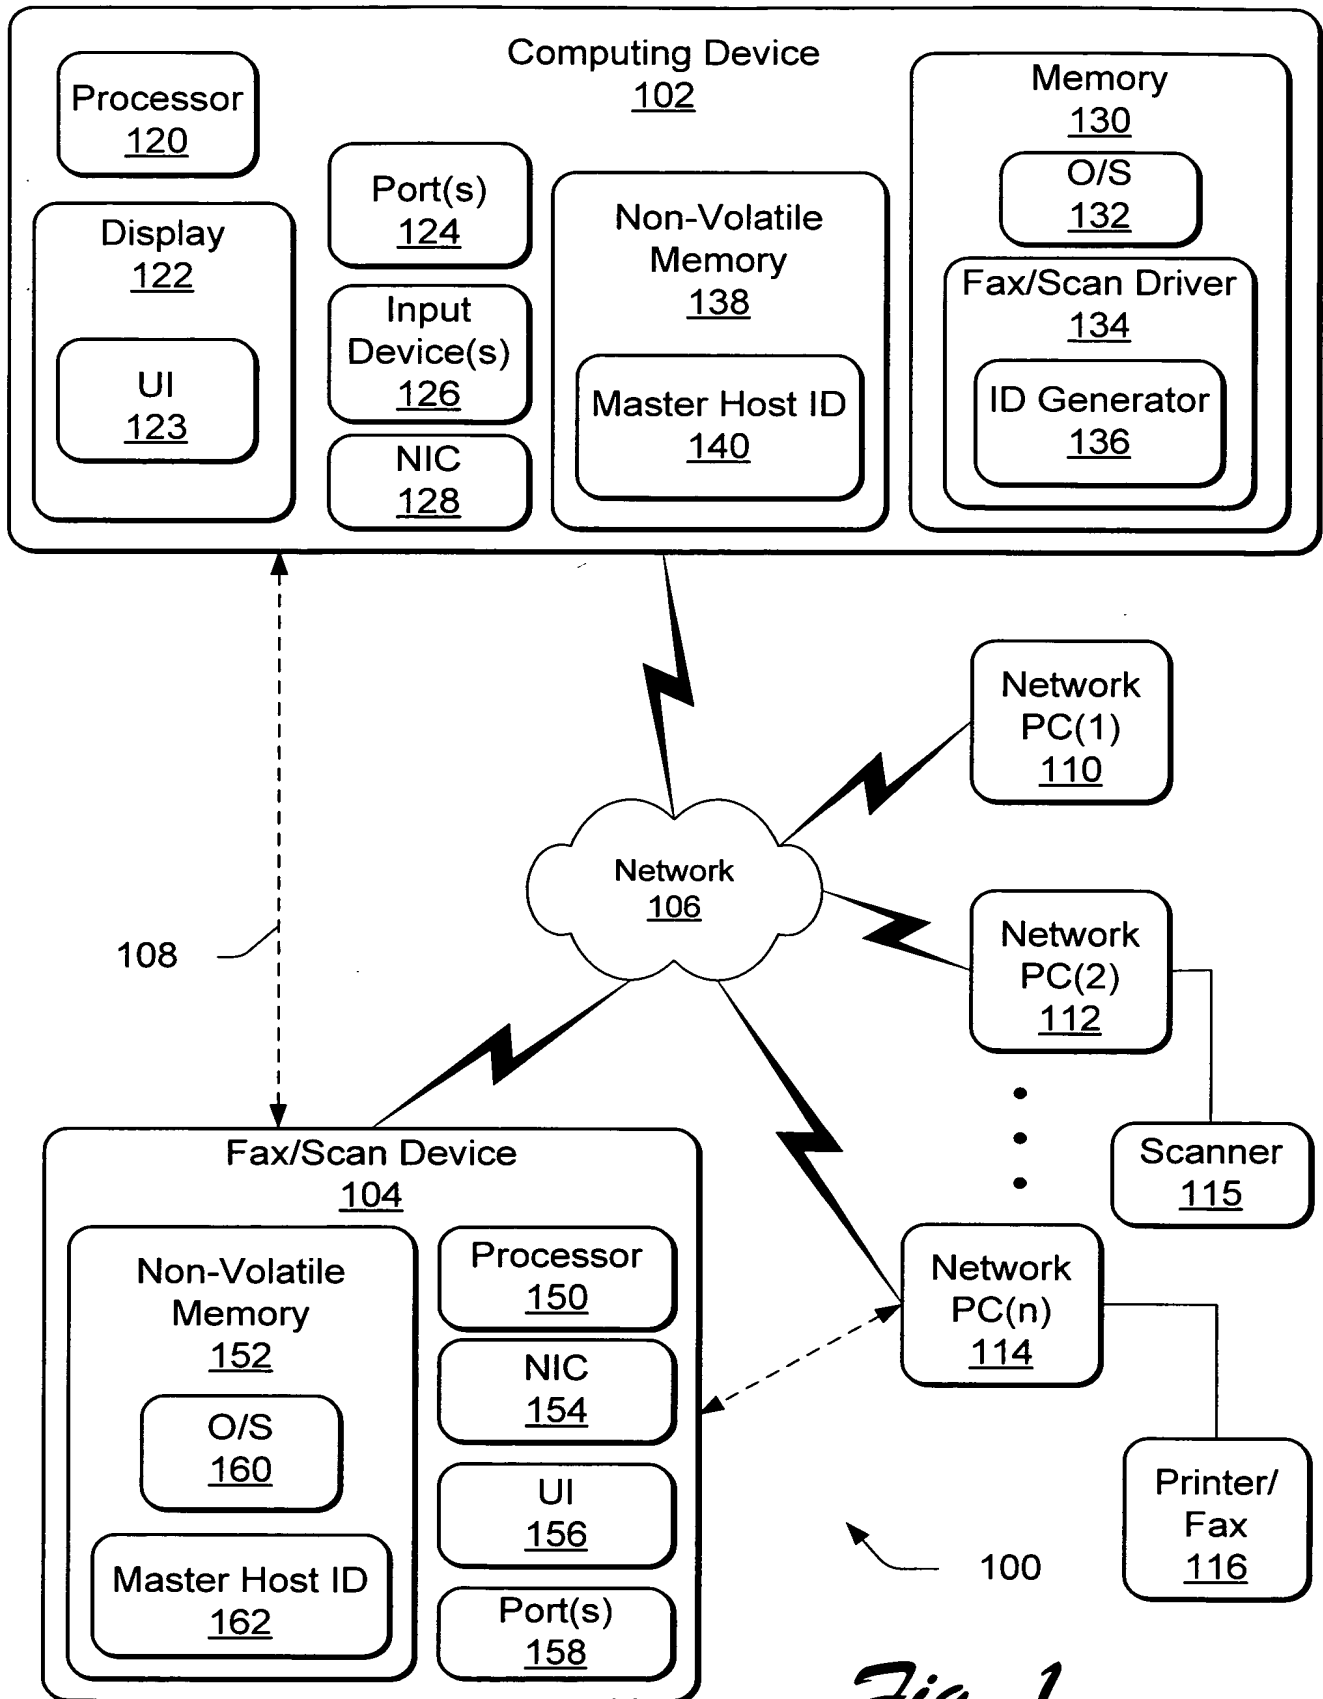 Computing Device
102
Processor
120
Display
122
UI
123
Port(s)
124
Input
Device(s)
126
NIC
128
Non-Volatile
Memory
138
Master Host ID
140
Memory
130
O/S
132
Fax/Scan Driver
134
ID Generator
136
108
Network
106
Network
PC(1)
110
Network
PC(2)
112
Scanner
115
Network
PC(n)
114
Printer/
Fax
116
Fax/Scan Device
104
Non-Volatile
Memory
152
O/S
160
Master Host ID
162
Processor
150
NIC
154
UI
156
Port(s)
158
100
Fig. 1